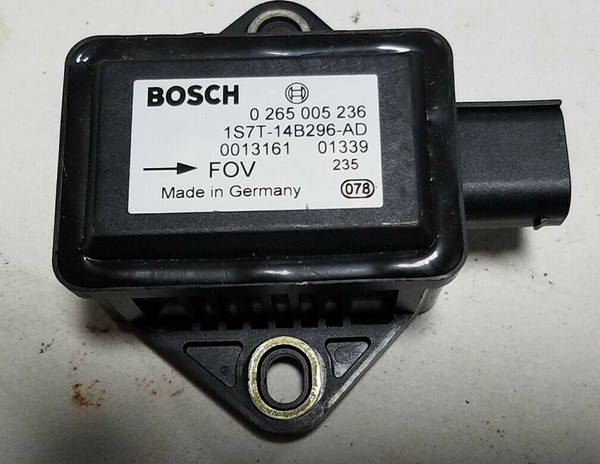 BOSCH
0 265 005 236
1S7T-14B296-AD
0013161 01339
FOV 235
Made in Germany 078